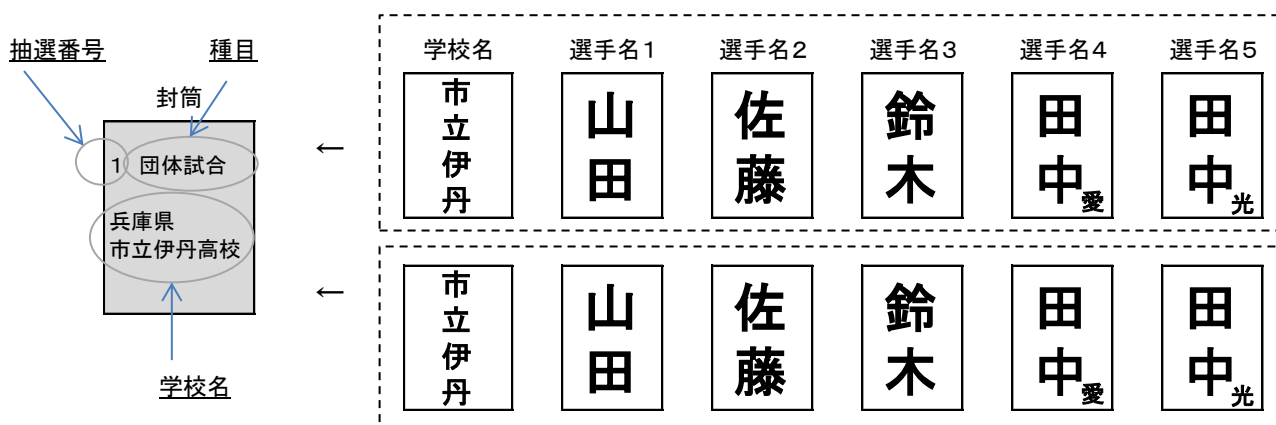 抽選番号
種目
封筒
1 団体試合
兵庫県
市立伊丹高校
学校名
学校名 選手名1 選手名2 選手名3 選手名4 選手名5
← 市立伊丹 山田 佐藤 鈴木 田中愛 田中光
← 市立伊丹 山田 佐藤 鈴木 田中愛 田中光